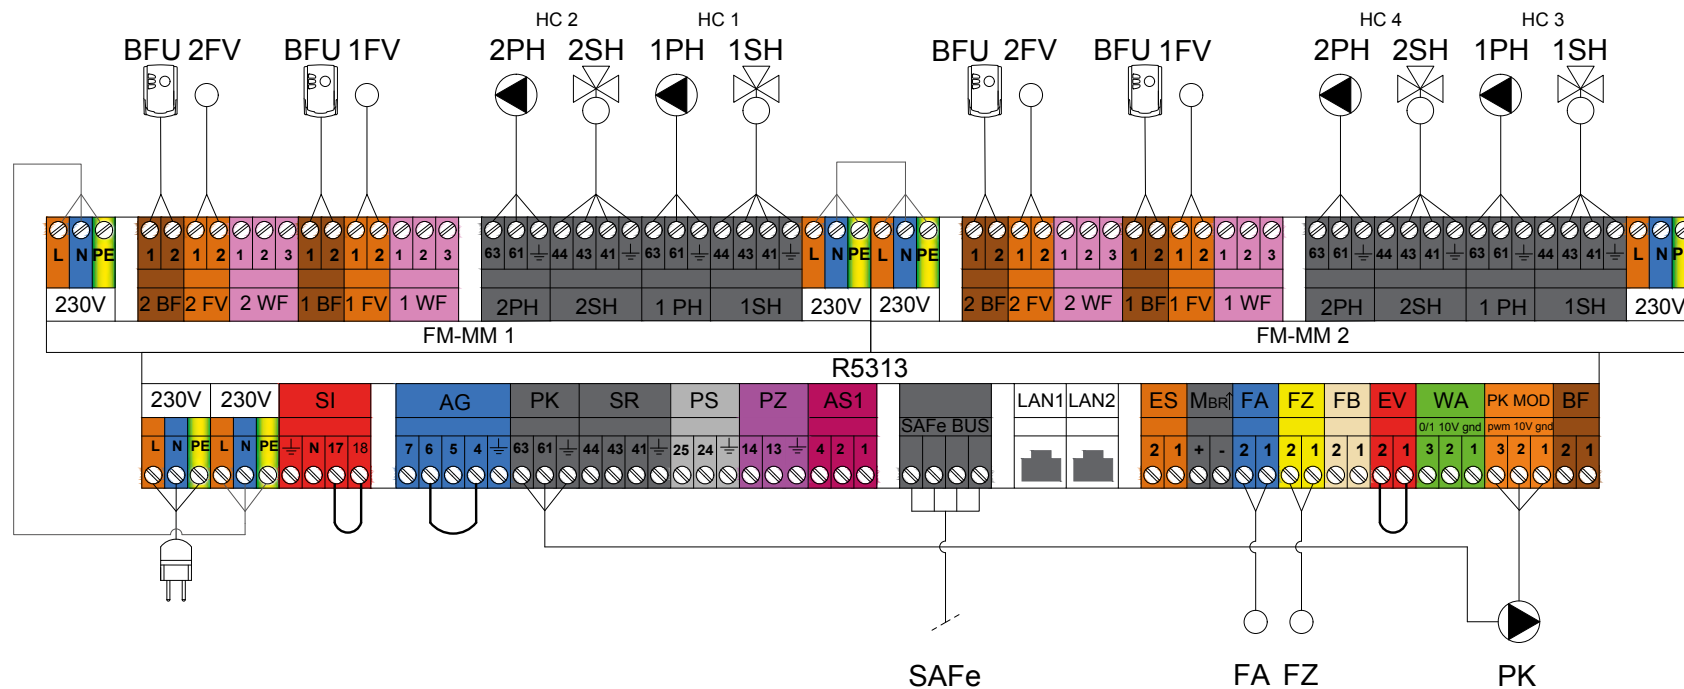 HC 2 HC 1 HC 4 HC 3
BFU 2FV BFU 1FV 2PH 2SH 1PH 1SH BFU 2FV BFU 1FV 2PH 2SH 1PH 1SH
L N PE 1 2 1 2 1 2 3 1 2 1 2 1 2 3 63 61 44 43 41 63 61 44 43 41 L N PE L N PE 1 2 1 2 1 2 3 1 2 1 2 1 2 3 63 61 44 43 41 63 61 44 43 41 L N P
230V 2 BF 2 FV 2 WF 1 BF 1 FV 1 WF 2PH 2SH 1 PH 1SH 230V 230V 2 BF 2 FV 2 WF 1 BF 1 FV 1 WF 2PH 2SH 1 PH 1SH 230V
FM-MM 1 FM-MM 2
R5313
230V 230V SI AG PK SR PS PZ AS1 LAN1 LAN2 ES MBR FA FZ FB EV WA PK MOD BF
SAFe BUS 0/1 10V gnd pwm 10V gnd
L N PE L N PE N 17 18 7 6 5 4 63 61 44 43 41 25 24 14 13 4 2 1 2 1 + - 2 1 2 1 2 1 2 1 3 2 1 3 2 1 2 1
SAFe FA FZ PK